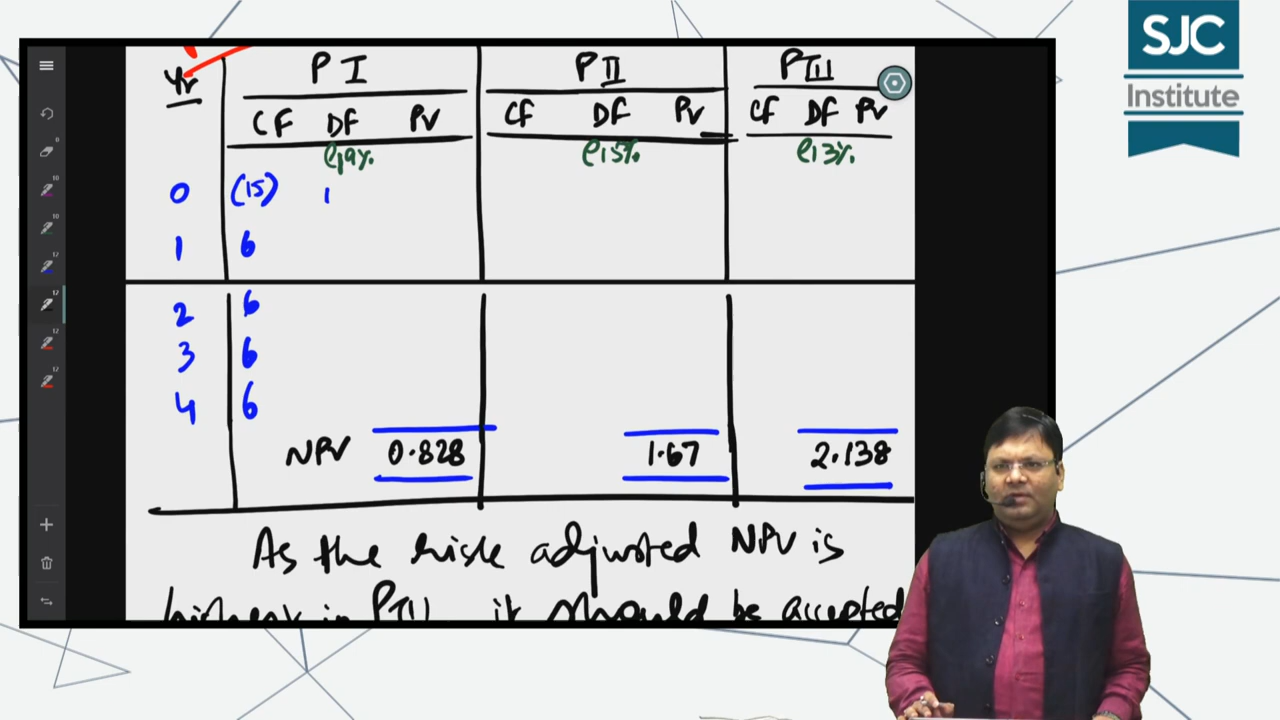 SJC
Institute
Yr P I P II P III
CF DF PV CF DF PV CF DF PV
@19% @15% @13%
0 (15) 1
1 6
2 6
3 6
4 6
NPV 0.828 1.67 2.138
As the risk adjusted NPV is
highest in PIII it should be accepted